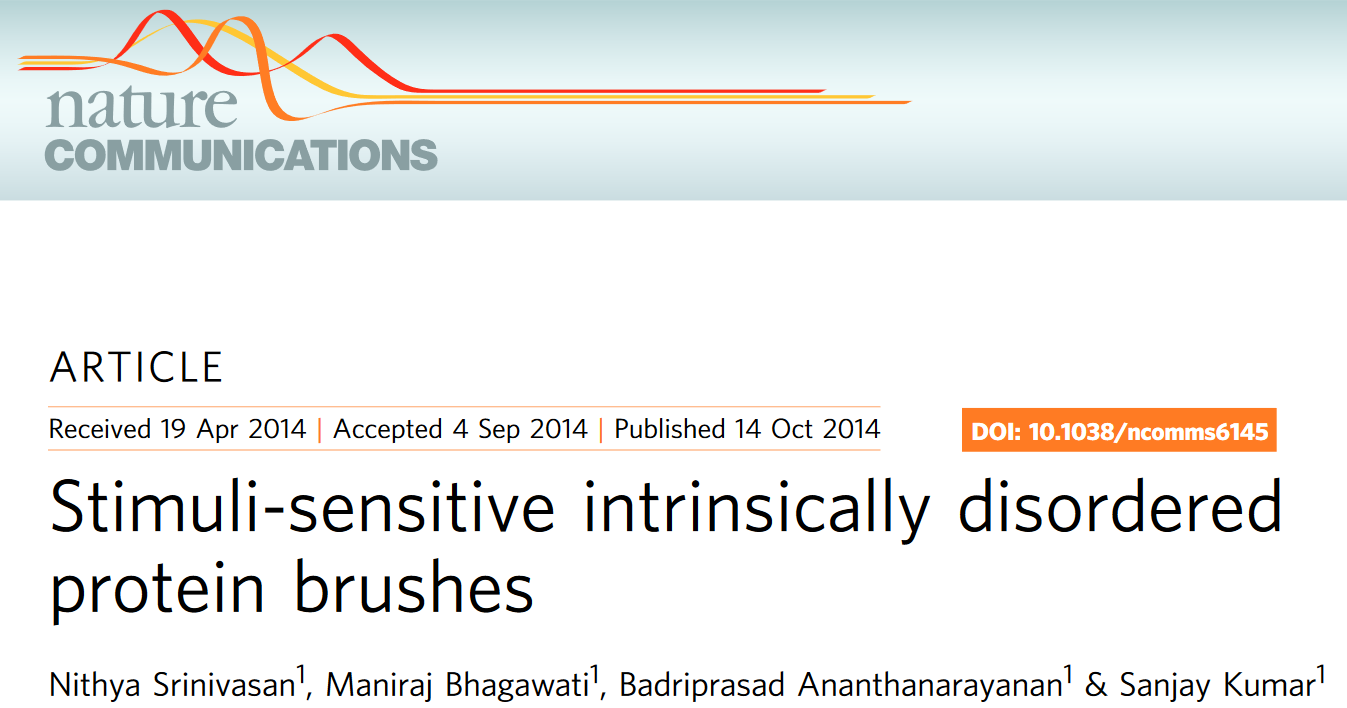 nature
COMMUNICATIONS
ARTICLE
Received 19 Apr 2014 | Accepted 4 Sep 2014 | Published 14 Oct 2014
DOI: 10.1038/ncomms6145
Stimuli-sensitive intrinsically disordered
protein brushes
Nithya Srinivasan1, Maniraj Bhagawati1, Badriprasad Ananthanarayanan1 & Sanjay Kumar1